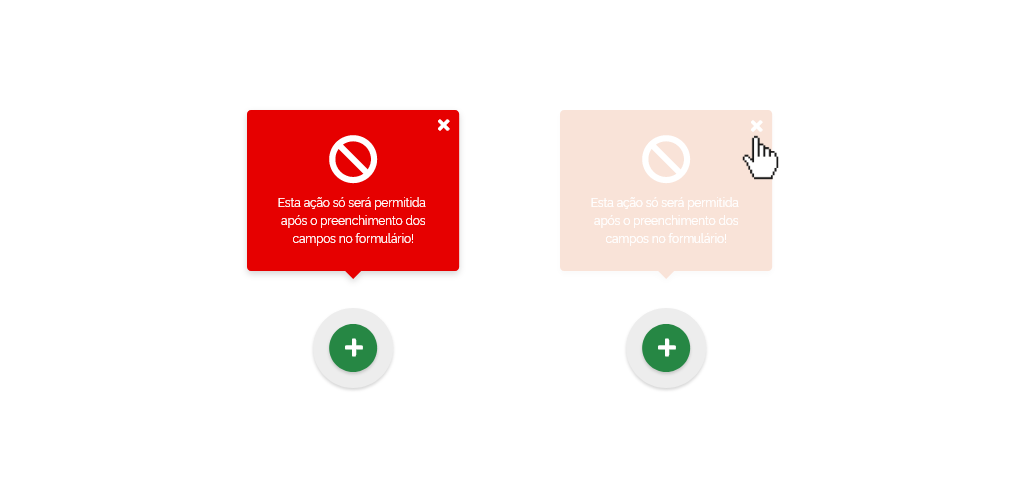 Esta ação só será permitida
após o preenchimento dos
campos no formulário!
Esta ação só será permitida
após o preenchimento dos
campos no formulário!